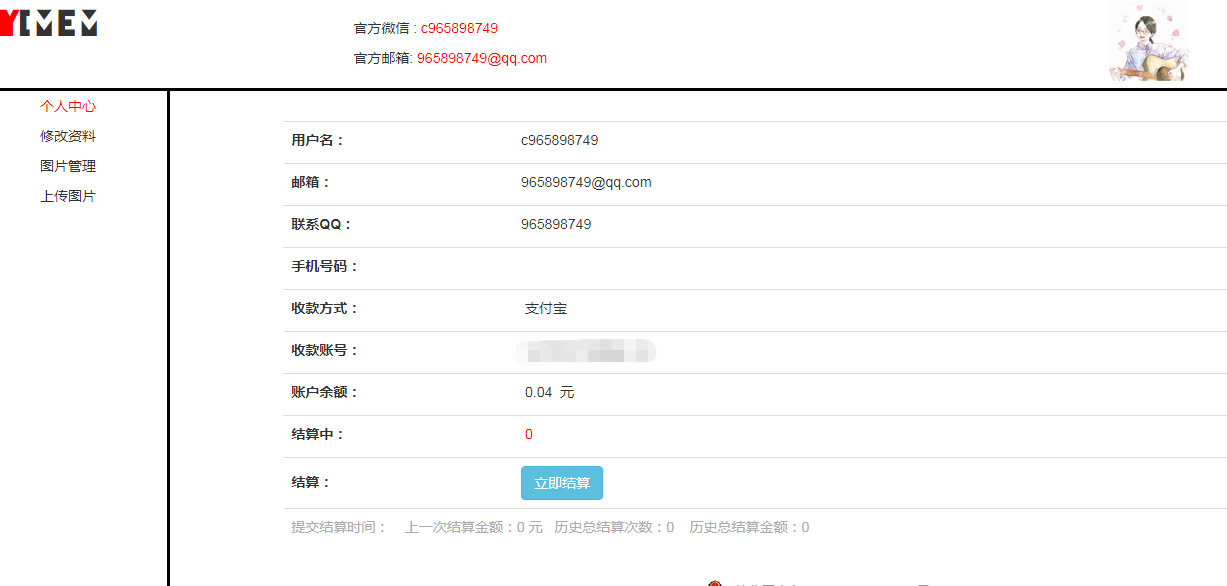 YIMEM
官方微信 : c965898749
官方邮箱: 965898749@qq.com
个人中心
修改资料
图片管理
上传图片
用户名： c965898749
邮箱： 965898749@qq.com
联系QQ： 965898749
手机号码：
收款方式： 支付宝
收款账号：
账户余额： 0.04 元
结算中： 0
结算： 立即结算
提交结算时间： 上一次结算金额：0 元 历史总结算次数：0 历史总结算金额：0